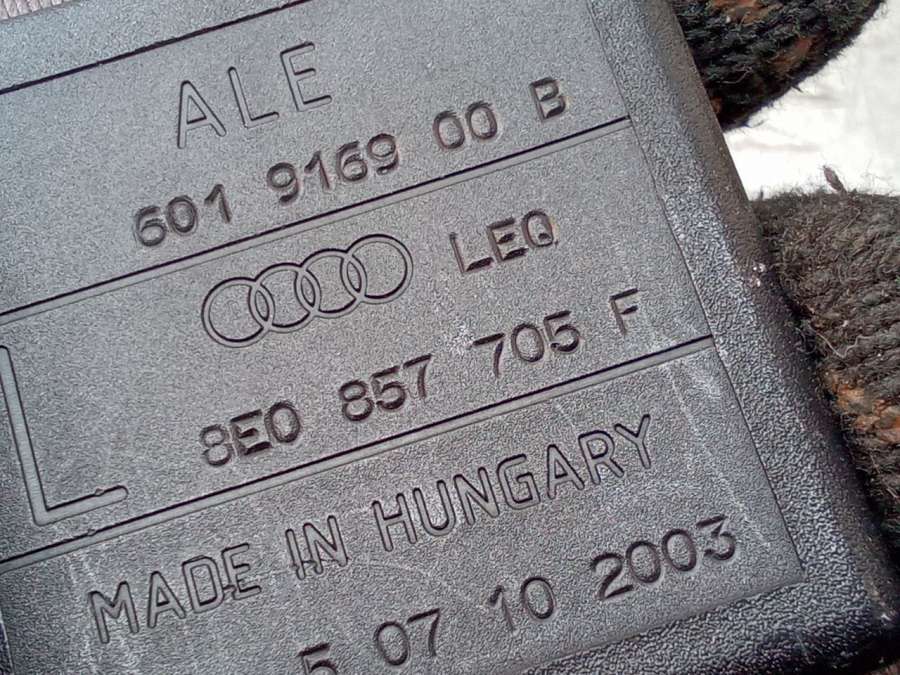 ALE
601 9169 00 B
LEQ
8E0 857 705 F
L
MADE IN HUNGARY
5 07 10 2003